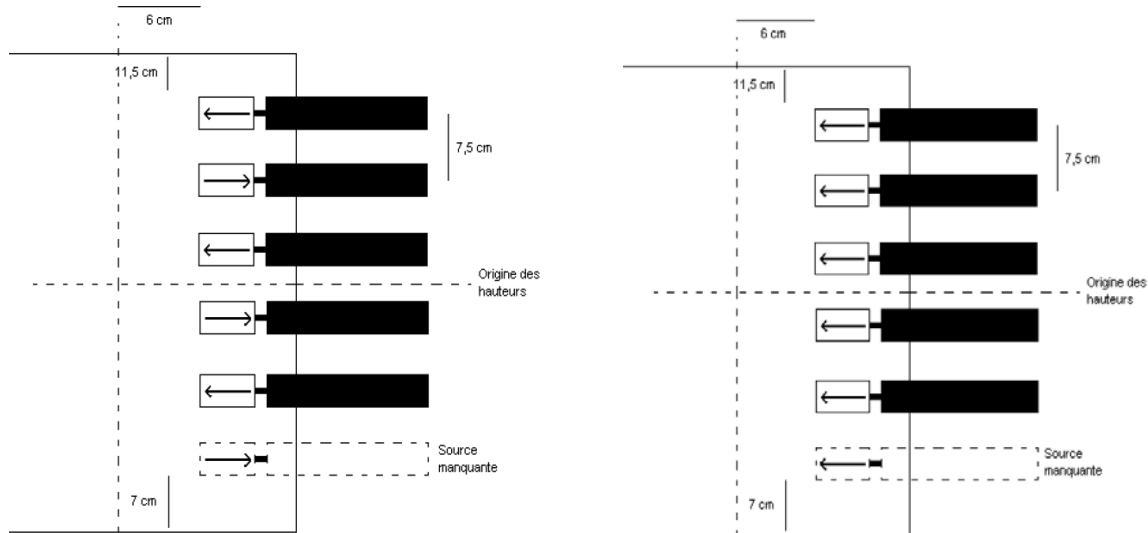 6 cm
11,5 cm
7,5 cm
Origine des
hauteurs
Source
manquante
7 cm
6 cm
11,5 cm
7,5 cm
Origine des
hauteurs
Source
manquante
7 cm